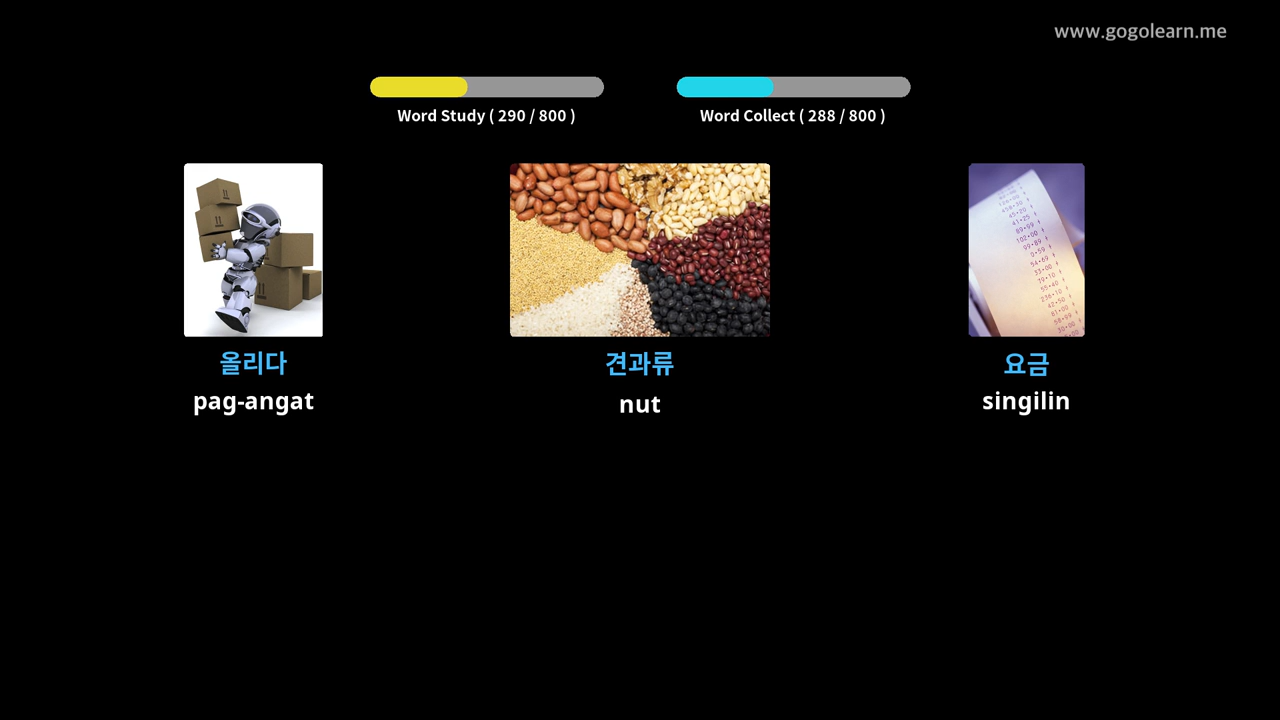 www.gogolearn.me
Word Study ( 290 / 800 )
Word Collect ( 288 / 800 )
올리다
pag-angat
견과류
nut
요금
singilin